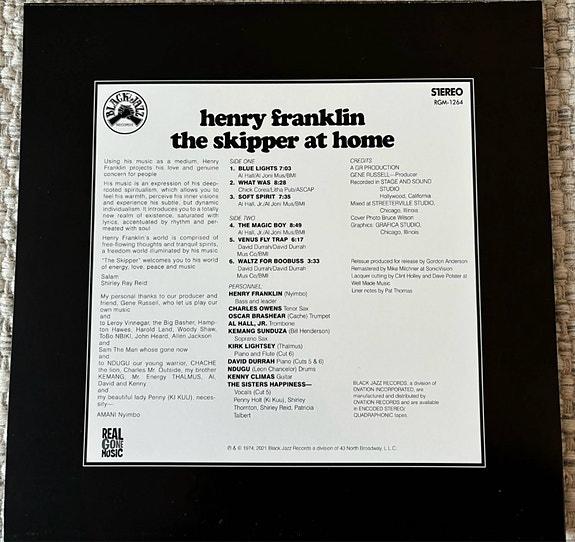 BLACK JAZZ
RECORDS
STEREO
RGM-1264
henry franklin
the skipper at home
Using his music as a medium, Henry
Franklin projects his love and genuine
concern for people
His music is an expression of his deep-
rooted spiritualism, which allows you to
feel his warmth, perceive his inner visions
and experience his subtle, but dynamic
individualism. It introduces you to a totally
new realm of existence, saturated with
lyrics, accentuated by rhythm and per-
meated with soul
Henry Franklin's world is comprised of
free-flowing thoughts and tranquil spirits,
a freedom world illuminated by his music
"The Skipper" welcomes you to his world
of energy, love, peace and music
Salam
Shirley Ray Reid
My personal thanks to our producer and
friend, Gene Russell, who let us play our
own music
and
to Leroy Vinnegar, the Big Basher, Hamp-
ton Hawes, Harold Land, Woody Shaw,
ToBo NBIKI, John Heard, Allen Jackson
and
Sam The Man whose gone now
and
to NDUGU our young warrior, CHACHE
the lion, Charles Mr. Outside, my brother
KEMANG, Mr. Energy THALMUS, Al,
David and Kenny
and
my beautiful lady Penny (KI KUU), neces-
sity—
AMANI Nyimbo
REAL
GONE
MUSIC
SIDE ONE
1. BLUE LIGHTS 7:03
Al Hall/Al Joni Mus/BMI
2. WHAT WAS 8:28
Chick Corea/Litha Pub/ASCAP
3. SOFT SPIRIT 7:35
Al Hall, Jr./Al Joni Mus/BMI
SIDE TWO
4. THE MAGIC BOY 8:49
Al Hall, Jr./Al Joni Mus/BMI
5. VENUS FLY TRAP 6:17
David Durrah/David Durrah
Mus Co/BMI
6. WALTZ FOR BOOBUSS 3:33
David Durrah/David Durrah
Mus Co/BMI
PERSONNEL:
HENRY FRANKLIN (Nyimbo)
Bass and leader
CHARLES OWENS Tenor Sax
OSCAR BRASHEAR (Cache) Trumpet
AL HALL, JR. Trombone
KEMANG SUNDUZA (Bill Henderson)
Soprano Sax
KIRK LIGHTSEY (Thalmus)
Piano and Flute (Cut 6)
DAVID DURRAH Piano (Cuts 5 & 6)
NDUGU (Leon Chancelor) Drums
KENNY CLIMAS Guitar
THE SISTERS HAPPINESS—
Vocals (Cut 5)
Penny Holt (Ki Kuu), Shirley
Thornton, Shirley Reid, Patricia
Talbert
CREDITS
A GR PRODUCTION
GENE RUSSELL—Producer
Recorded in STAGE AND SOUND
STUDIO
Hollywood, California
Mixed at STREETERVILLE STUDIO,
Chicago, Illinois
Cover Photo Bruce Wilson
Graphics: GRAFICA STUDIO,
Chicago, Illinois
Reissue produced for release by Gordon Anderson
Remastered by Mike Milchner at SonicVision
Lacquer cutting by Clint Holley and Dave Polster at
Well Made Music
Liner notes by Pat Thomas
BLACK JAZZ RECORDS, a division of
OVATION INCORPORATED, are
manufactured and distributed by
OVATION RECORDS and are available
in ENCODED STEREO/
QUADRAPHONIC tapes.
℗ & © 1974, 2021 Black Jazz Records a division of 43 North Broadway, L.L.C.